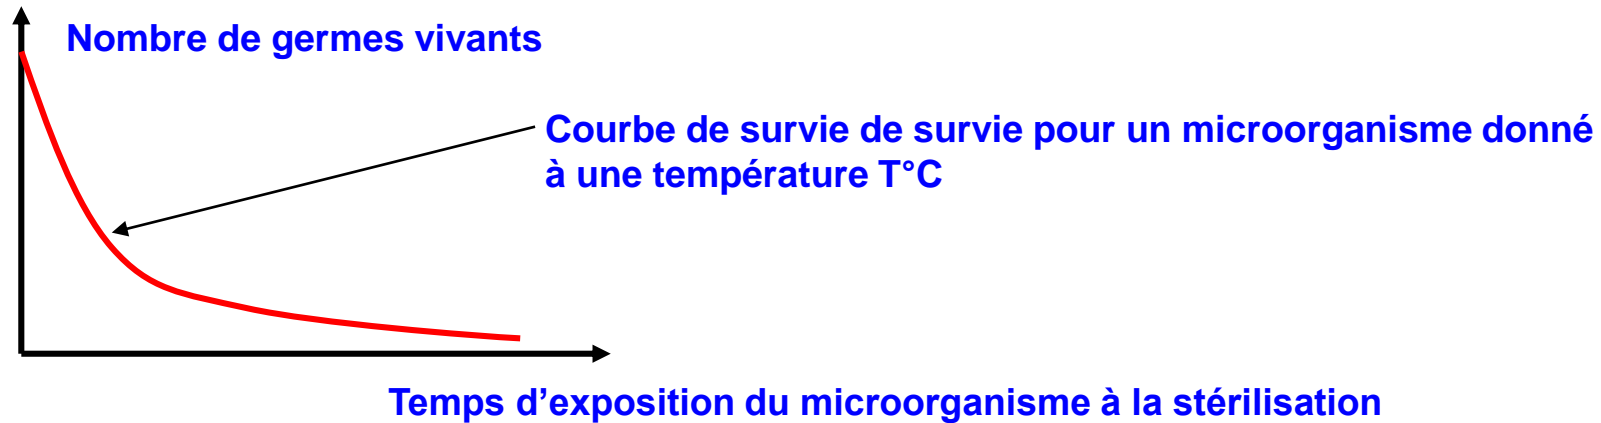 Nombre de germes vivants
Courbe de survie de survie pour un microorganisme donné
à une température T°C
Temps d’exposition du microorganisme à la stérilisation